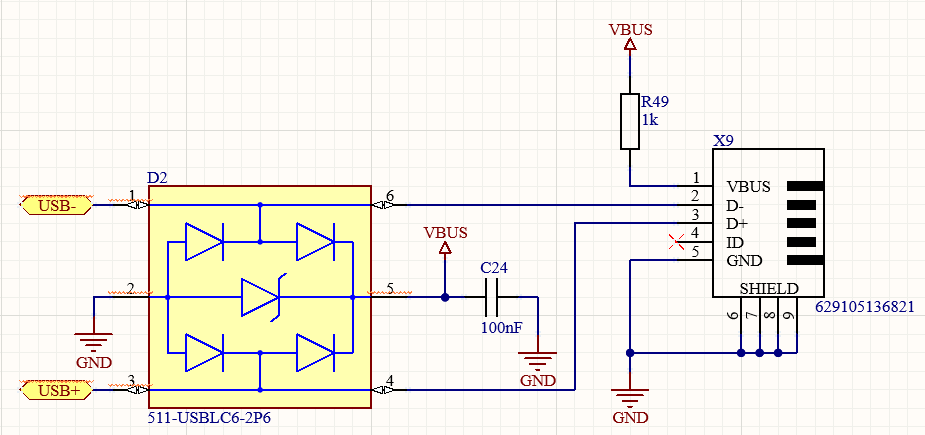 VBUS
R49
1k
X9
1
VBUS
2
D-
3
D+
4
ID
5
GND
SHIELD
6
7
8
9
629105136821
GND
D2
USB-
1
6
2
5
GND
USB+
3
4
511-USBLC6-2P6
VBUS
C24
100nF
GND